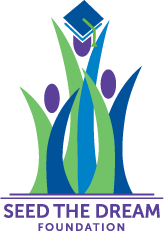 SEED THE DREAM
FOUNDATION